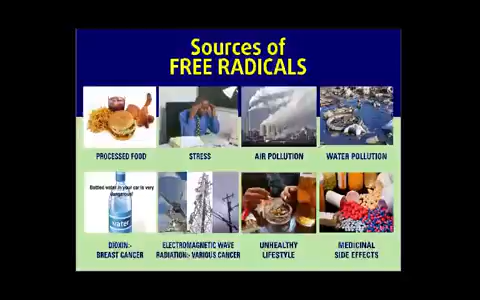 Sources of
FREE RADICALS
PROCESSED FOOD
STRESS
AIR POLLUTION
WATER POLLUTION
Bottled water in your car is very
dangerous!
water
DIOXIN:-
BREAST CANCER
ELECTROMAGNETIC WAVE
RADIATION:- VARIOUS CANCER
UNHEALTHY
LIFESTYLE
MEDICINAL
SIDE EFFECTS